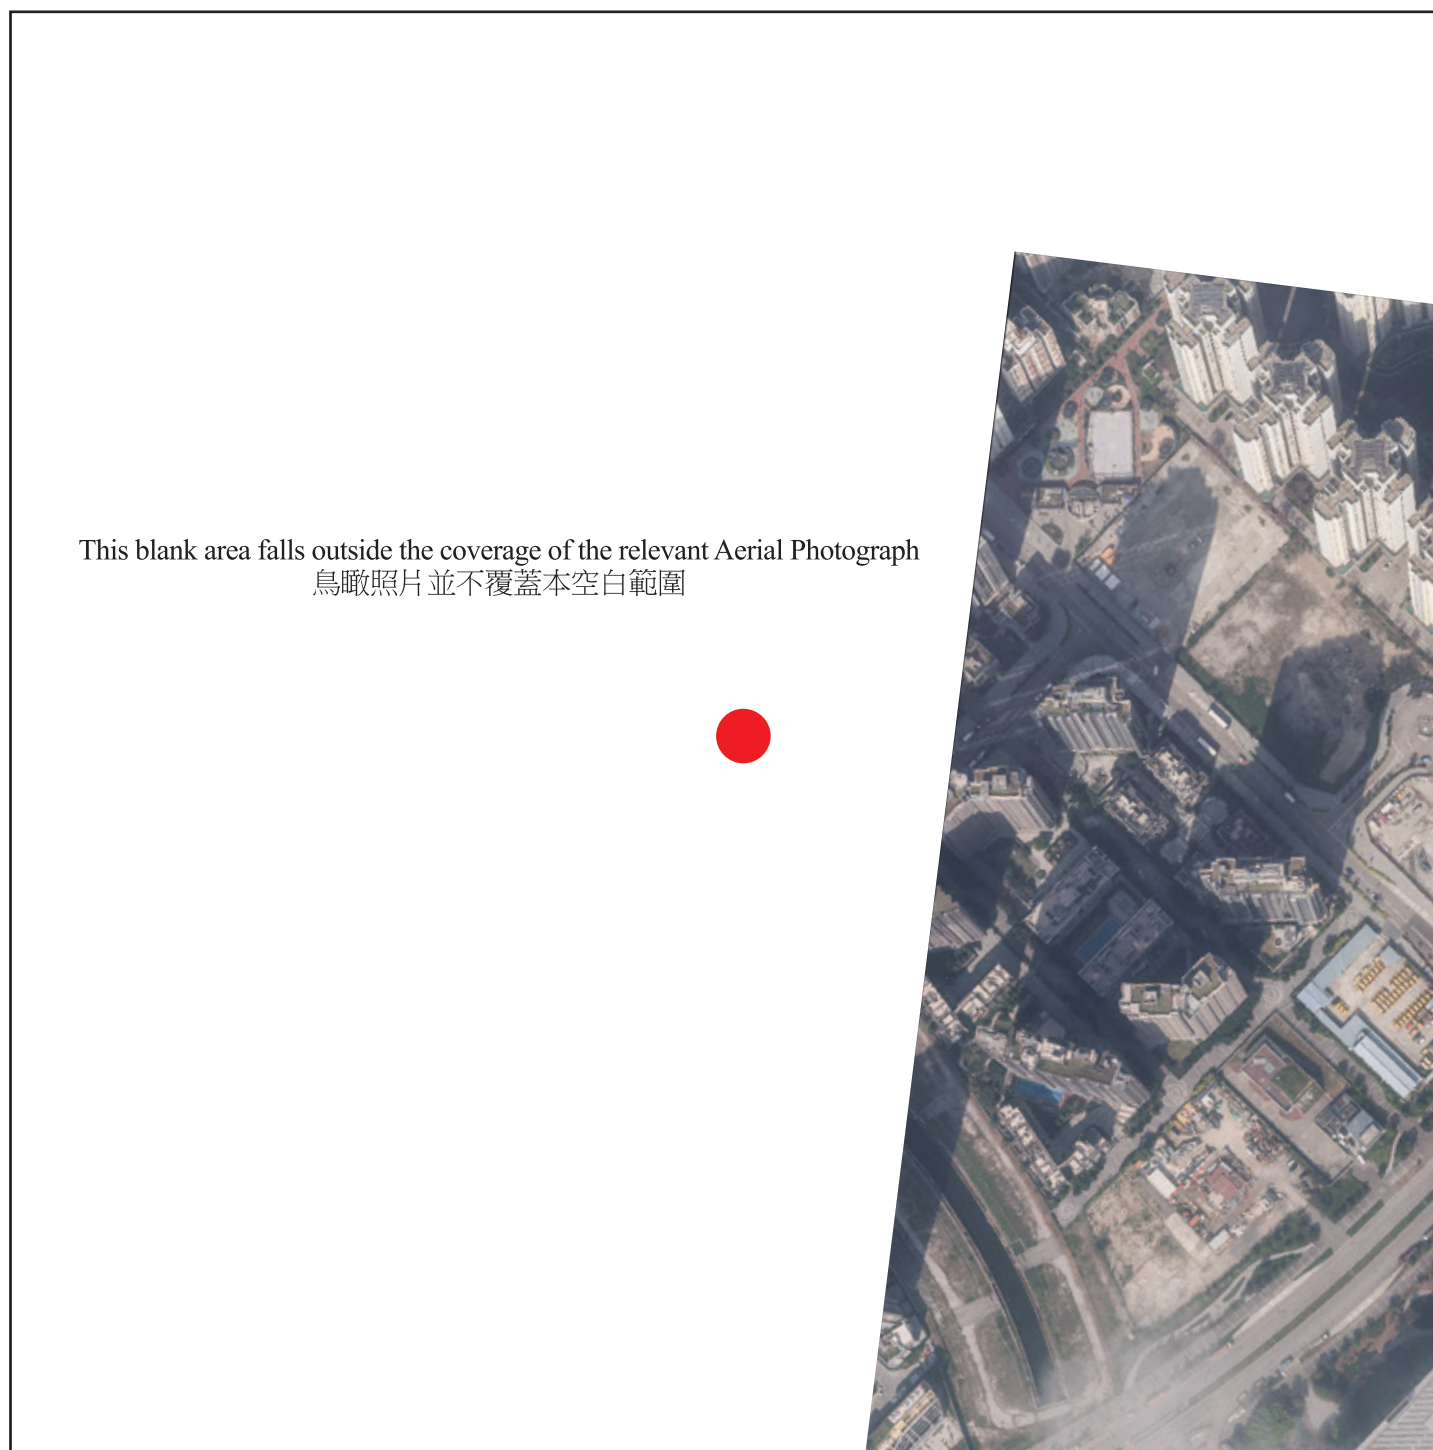 This blank area falls outside the coverage of the relevant Aerial Photograph
鳥瞰照片並不覆蓋本空白範圍